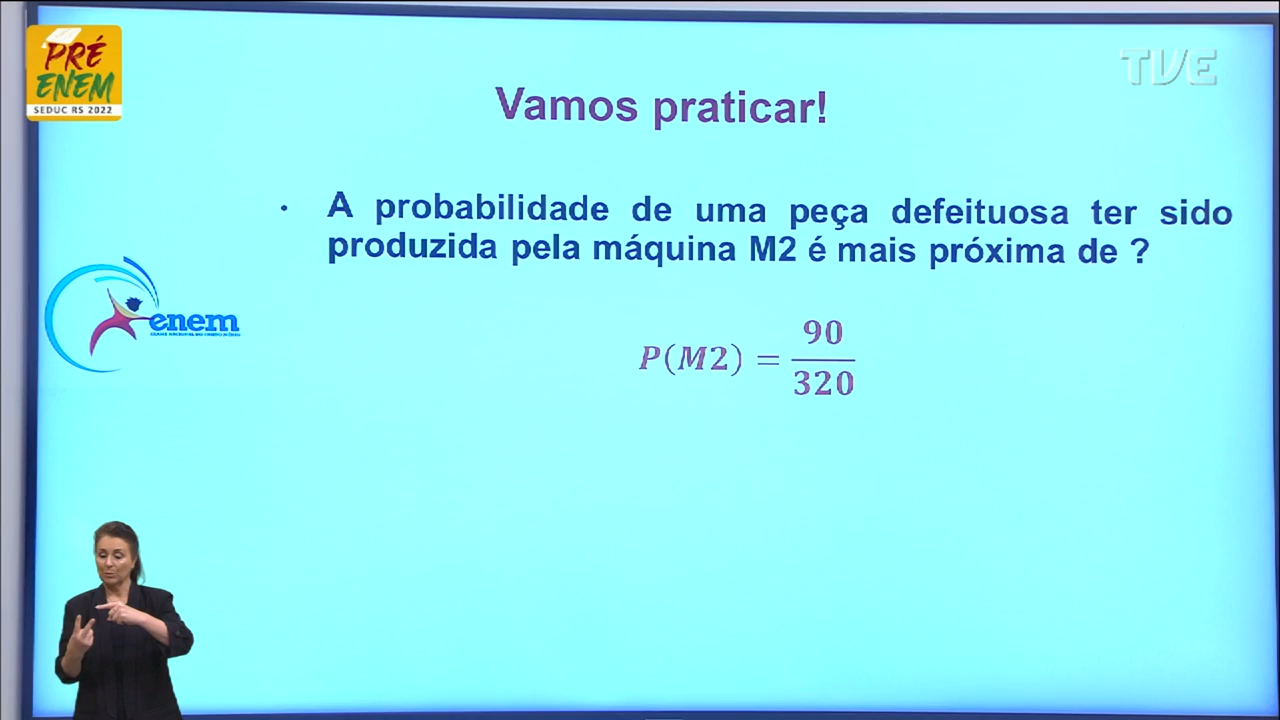 PRÉ
ENEM
SEDUC RS 2022
TVE
Vamos praticar!
· A probabilidade de uma peça defeituosa ter sido
produzida pela máquina M2 é mais próxima de ?
enem
P(M2) = 90/320